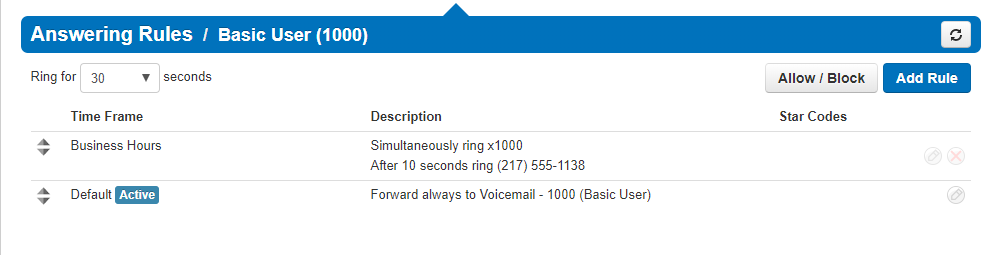 Answering Rules / Basic User (1000)
Ring for 30 seconds
Allow / Block
Add Rule
Time Frame Description Star Codes
Business Hours Simultaneously ring x1000
After 10 seconds ring (217) 555-1138
Default Active Forward always to Voicemail - 1000 (Basic User)